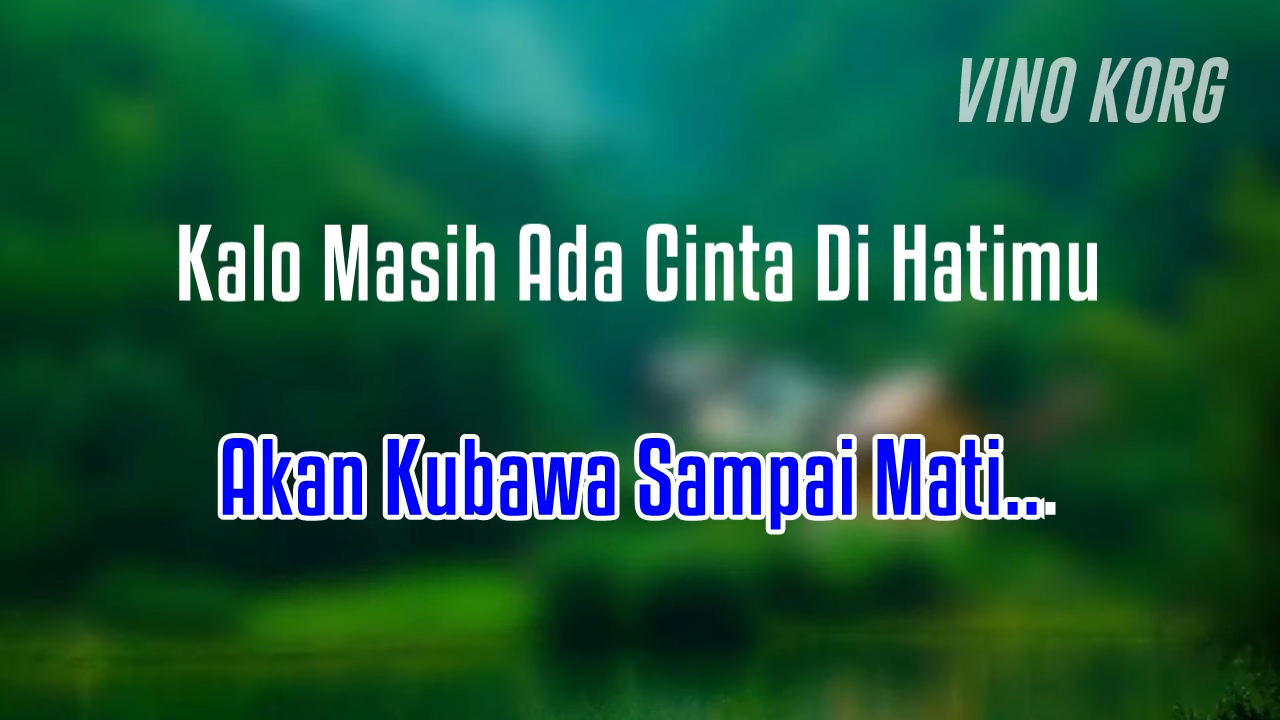 VINO KORG
Kalo Masih Ada Cinta Di Hatimu
Akan Kubawa Sampai Mati...